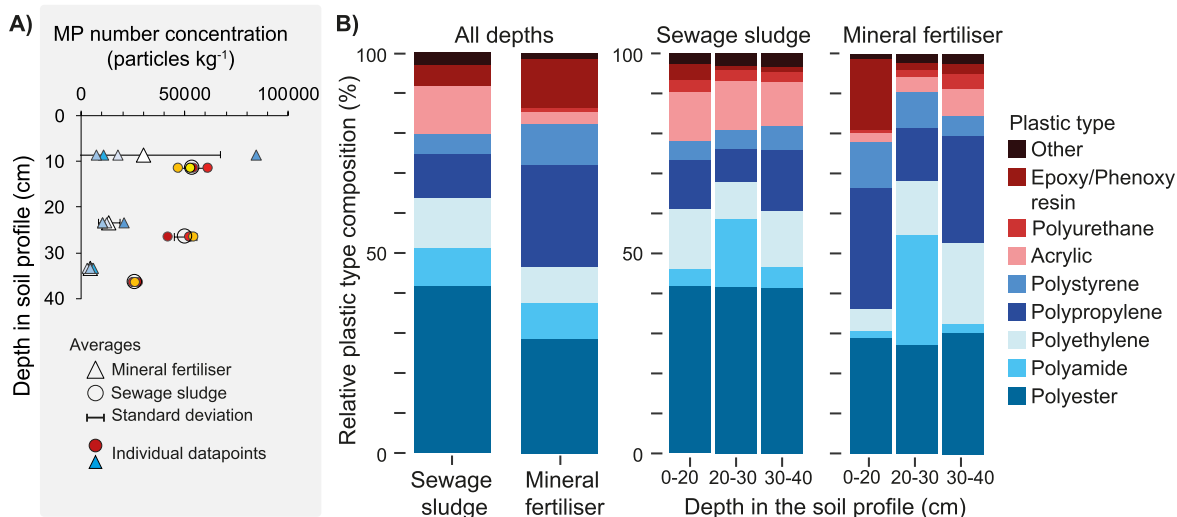 A)
MP number concentration
(particles kg⁻¹)
0 50000 100000
0
10
20
30
40
Depth in soil profile (cm)
Averages
Mineral fertiliser
Sewage sludge
Standard deviation
Individual datapoints
B)
All depths
Sewage sludge
Mineral fertiliser
Relative plastic type composition (%)
100
50
0
Sewage
sludge
Mineral
fertiliser
100
50
0
0-20 20-30 30-40
0-20 20-30 30-40
Depth in the soil profile (cm)
Plastic type
Other
Epoxy/Phenoxy
resin
Polyurethane
Acrylic
Polystyrene
Polypropylene
Polyethylene
Polyamide
Polyester